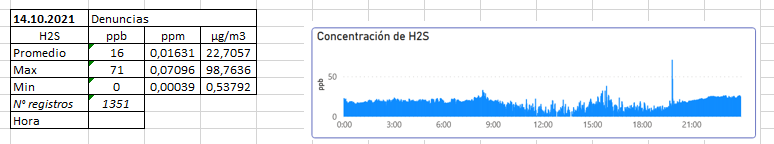 14.10.2021 Denuncias
H2S ppb ppm µg/m3
Promedio 16 0,01631 22,7057
Max 71 0,07096 98,7636
Min 0 0,00039 0,53792
N° registros 1351
Hora
Concentración de H2S
ppb
50
0
0:00 3:00 6:00 9:00 12:00 15:00 18:00 21:00